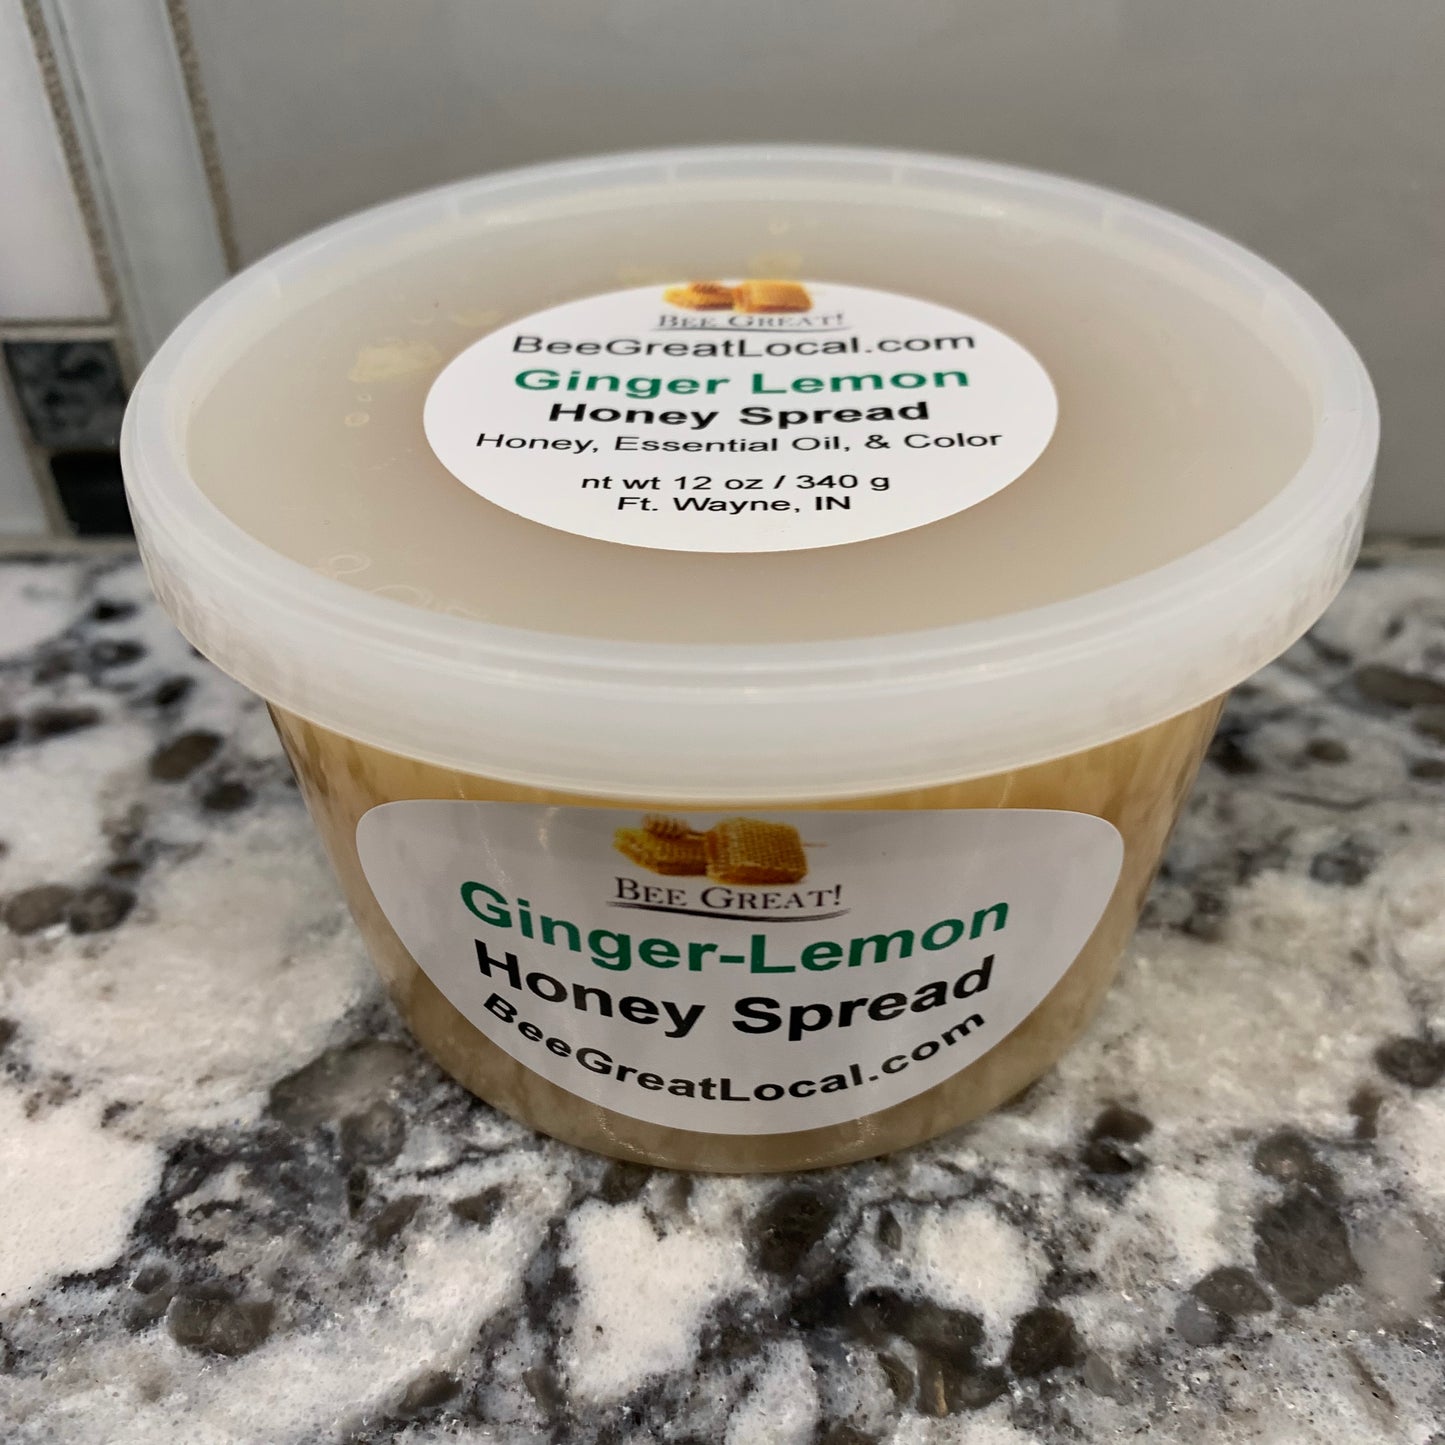 BEE GREAT!
BeeGreatLocal.com
Ginger Lemon
Honey Spread
Honey, Essential Oil, & Color
nt wt 12 oz / 340 g
Ft. Wayne, IN
BEE GREAT!
Ginger-Lemon
Honey Spread
BeeGreatLocal.com